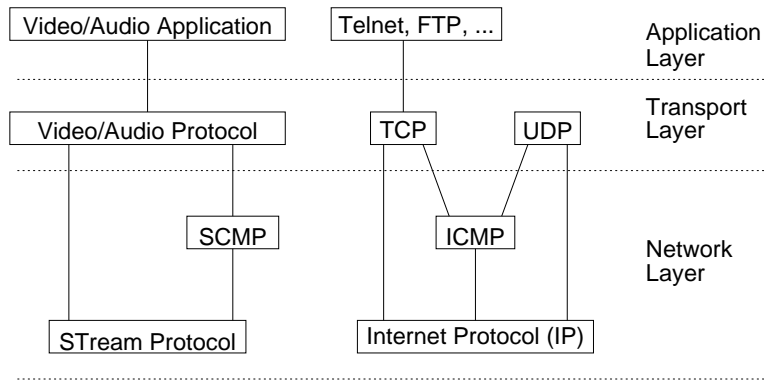 Video/Audio Application
Telnet, FTP, ...
Application
Layer
Video/Audio Protocol
TCP
UDP
Transport
Layer
SCMP
ICMP
Network
Layer
STream Protocol
Internet Protocol (IP)